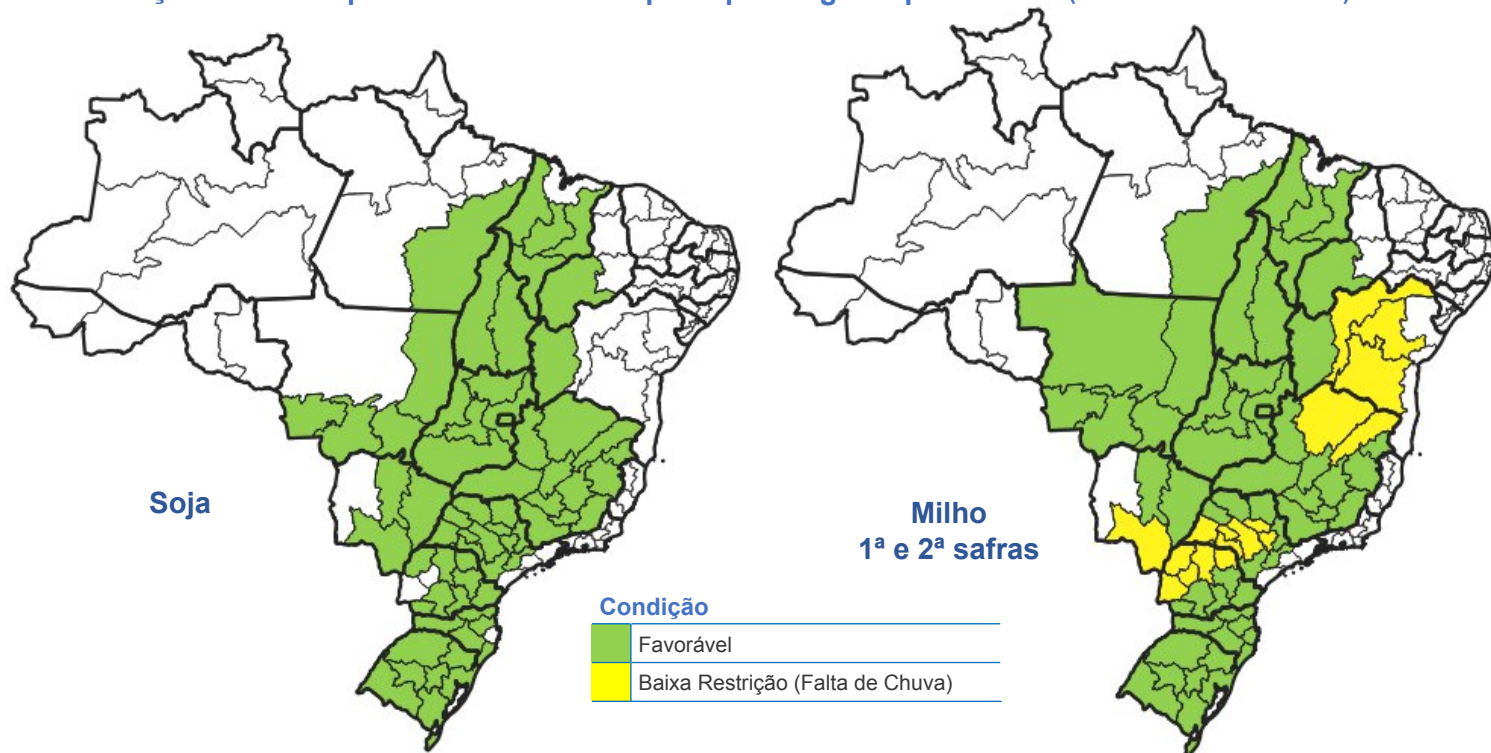 Soja
Milho
1ª e 2ª safras
Condição
Favorável
Baixa Restrição (Falta de Chuva)